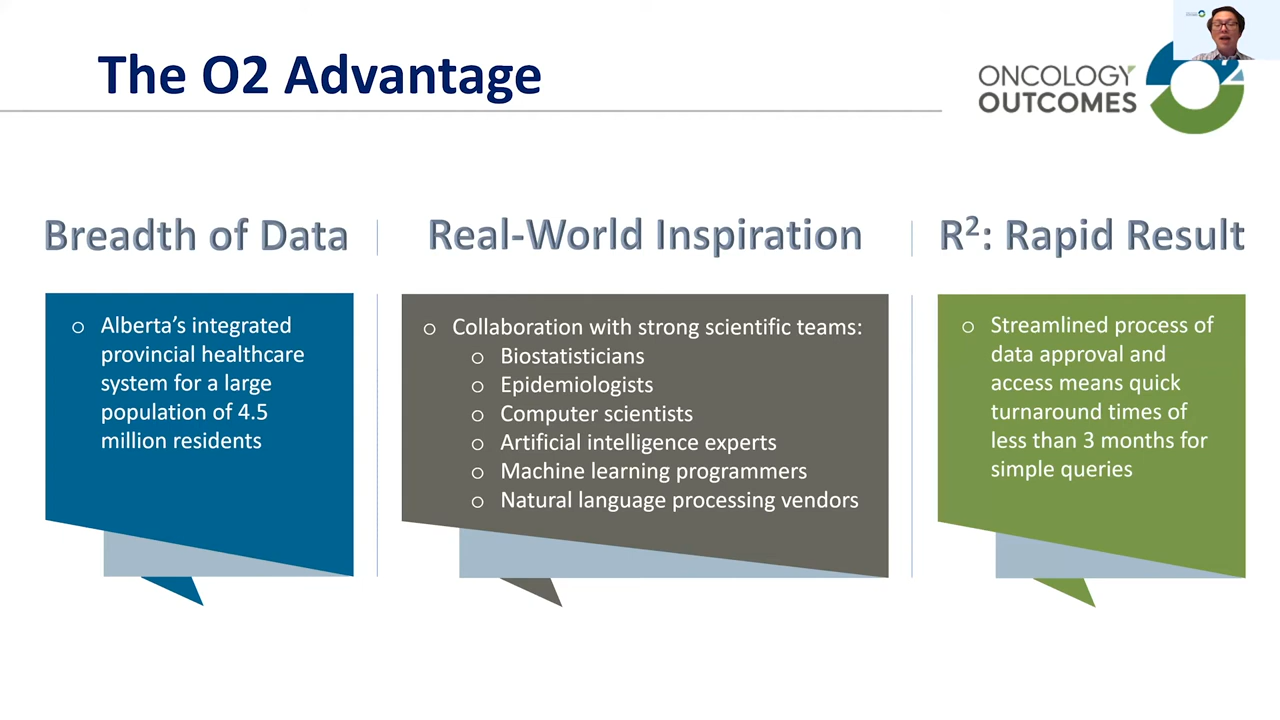 The O2 Advantage
ONCOLOGY
OUTCOMES
2
Breadth of Data
Real-World Inspiration
R²: Rapid Result
○ Alberta’s integrated
provincial healthcare
system for a large
population of 4.5
million residents
○ Collaboration with strong scientific teams:
○ Biostatisticians
○ Epidemiologists
○ Computer scientists
○ Artificial intelligence experts
○ Machine learning programmers
○ Natural language processing vendors
○ Streamlined process of
data approval and
access means quick
turnaround times of
less than 3 months for
simple queries